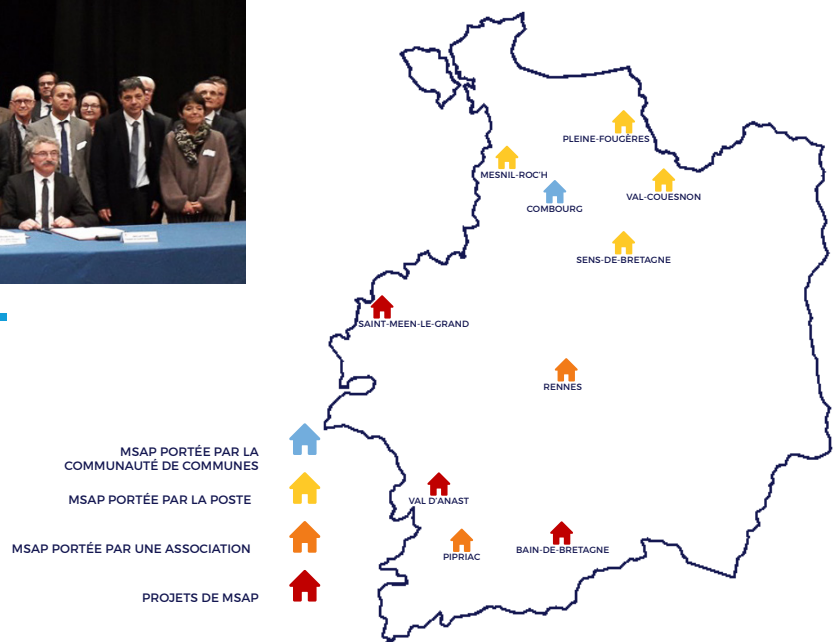 PLEINE-FOUGÈRES
MESNIL-ROC'H
COMBOURG
VAL-COUESNON
SENS-DE-BRETAGNE
SAINT-MEEN-LE-GRAND
RENNES
VAL D'ANAST
PIPRIAC
BAIN-DE-BRETAGNE
MSAP PORTÉE PAR LA
COMMUNAUTÉ DE COMMUNES
MSAP PORTÉE PAR LA POSTE
MSAP PORTÉE PAR UNE ASSOCIATION
PROJETS DE MSAP